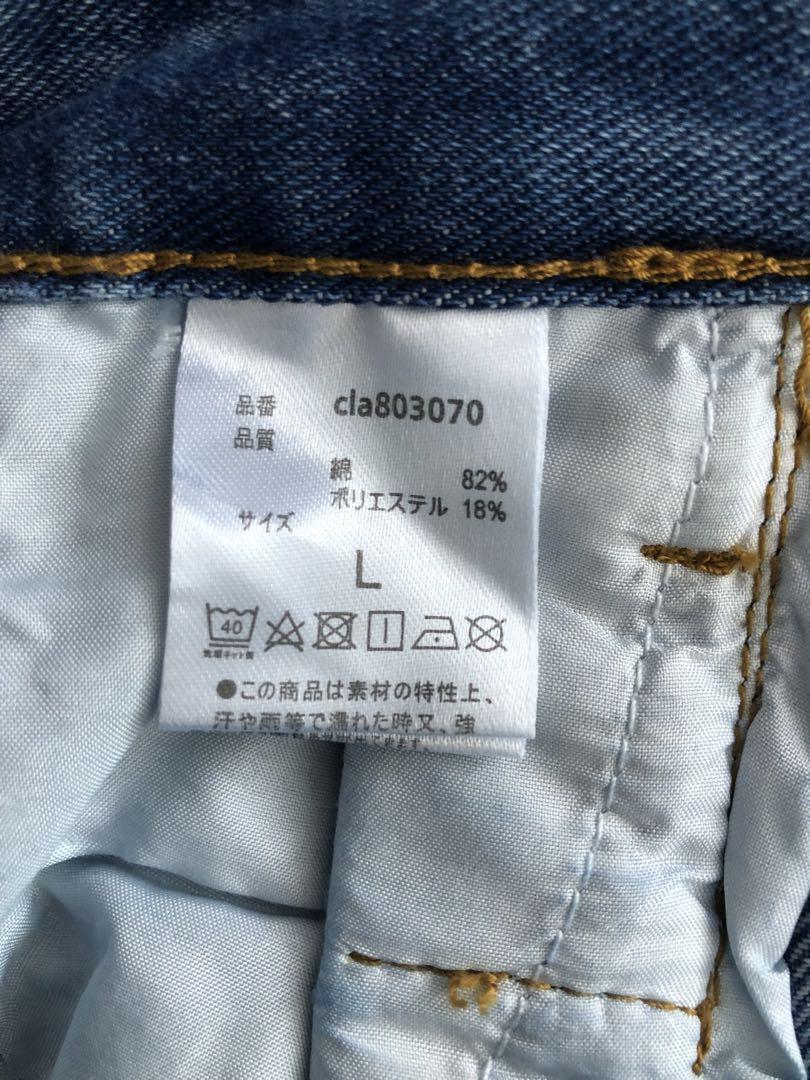 品番 cla803070
品質
綿 82%
ポリエステル 18%
サイズ
L
40
●この商品は素材の特性上、
汗や雨等で濡れた時又、強